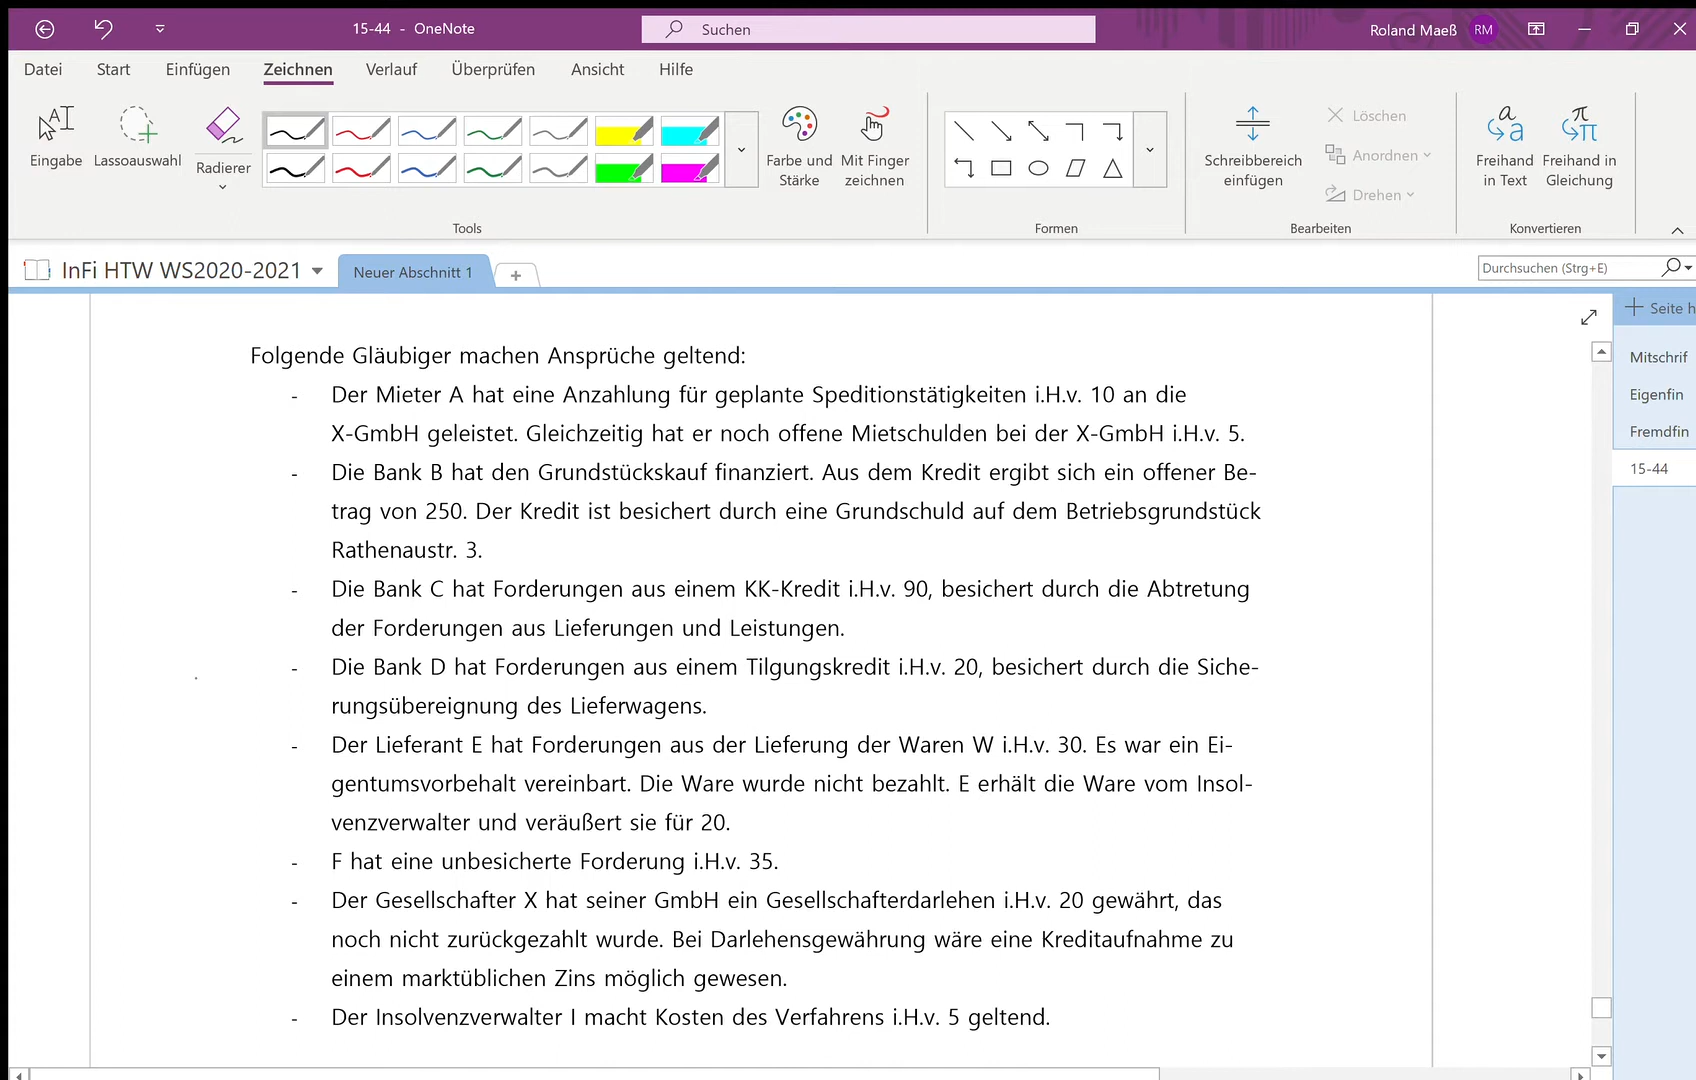 15-44 - OneNote
Suchen
Roland Maeß
RM
Datei
Start
Einfügen
Zeichnen
Verlauf
Überprüfen
Ansicht
Hilfe
Eingabe
Lassoauswahl
Radierer
Farbe und
Stärke
Mit Finger
zeichnen
Schreibbereich
einfügen
Löschen
Anordnen
Drehen
Freihand
in Text
Freihand in
Gleichung
Tools
Formen
Bearbeiten
Konvertieren
InFi HTW WS2020-2021
Neuer Abschnitt 1
Durchsuchen (Strg+E)
Seite h
Mitschrif
Eigenfin
Fremdfin
15-44
Folgende Gläubiger machen Ansprüche geltend:
- Der Mieter A hat eine Anzahlung für geplante Speditionstätigkeiten i.H.v. 10 an die
X-GmbH geleistet. Gleichzeitig hat er noch offene Mietschulden bei der X-GmbH i.H.v. 5.
- Die Bank B hat den Grundstückskauf finanziert. Aus dem Kredit ergibt sich ein offener Be-
trag von 250. Der Kredit ist besichert durch eine Grundschuld auf dem Betriebsgrundstück
Rathenaustr. 3.
- Die Bank C hat Forderungen aus einem KK-Kredit i.H.v. 90, besichert durch die Abtretung
der Forderungen aus Lieferungen und Leistungen.
- Die Bank D hat Forderungen aus einem Tilgungskredit i.H.v. 20, besichert durch die Siche-
rungsübereignung des Lieferwagens.
- Der Lieferant E hat Forderungen aus der Lieferung der Waren W i.H.v. 30. Es war ein Ei-
gentumsvorbehalt vereinbart. Die Ware wurde nicht bezahlt. E erhält die Ware vom Insol-
venzverwalter und veräußert sie für 20.
- F hat eine unbesicherte Forderung i.H.v. 35.
- Der Gesellschafter X hat seiner GmbH ein Gesellschafterdarlehen i.H.v. 20 gewährt, das
noch nicht zurückgezahlt wurde. Bei Darlehensgewährung wäre eine Kreditaufnahme zu
einem marktüblichen Zins möglich gewesen.
- Der Insolvenzverwalter I macht Kosten des Verfahrens i.H.v. 5 geltend.